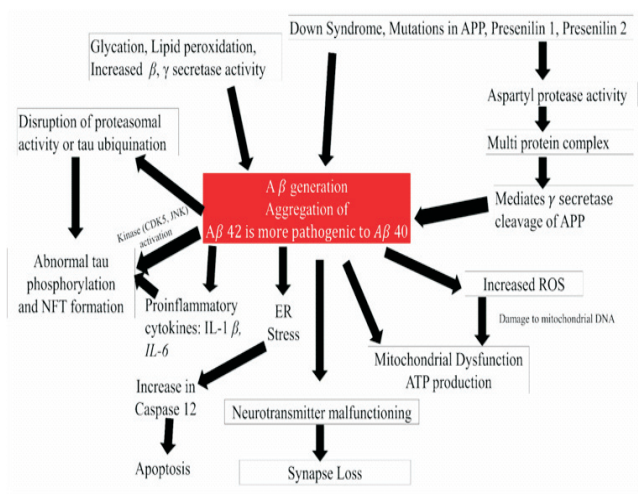 Down Syndrome, Mutations in APP, Presenilin 1, Presenilin 2
Glycation, Lipid peroxidation,
Increased β, γ secretase activity
Aspartyl protease activity
Disruption of proteasomal
activity or tau ubiquination
Multi protein complex
A β generation
Aggregation of
Aβ 42 is more pathogenic to Aβ 40
Mediates γ secretase
cleavage of APP
Kinase (CDK5, JNK)
activation
Abnormal tau
phosphorylation
and NFT formation
Proinflammatory
cytokines: IL-1 β,
IL-6
ER
Stress
Increased ROS
Damage to mitochondrial DNA
Mitochondrial Dysfunction
ATP production
Increase in
Caspase 12
Neurotransmitter malfunctioning
Apoptosis
Synapse Loss